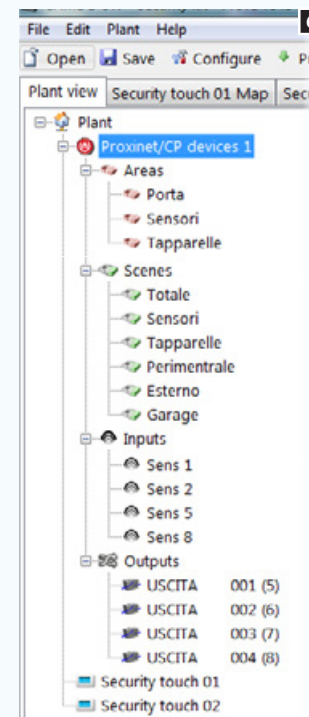 File Edit Plant Help
Open Save Configure
Plant view Security touch 01 Map
Plant
Proxinet/CP devices 1
Areas
Porta
Sensori
Tapparelle
Scenes
Totale
Sensori
Tapparelle
Perimentrale
Esterno
Garage
Inputs
Sens 1
Sens 2
Sens 5
Sens 8
Outputs
USCITA 001 (5)
USCITA 002 (6)
USCITA 003 (7)
USCITA 004 (8)
Security touch 01
Security touch 02